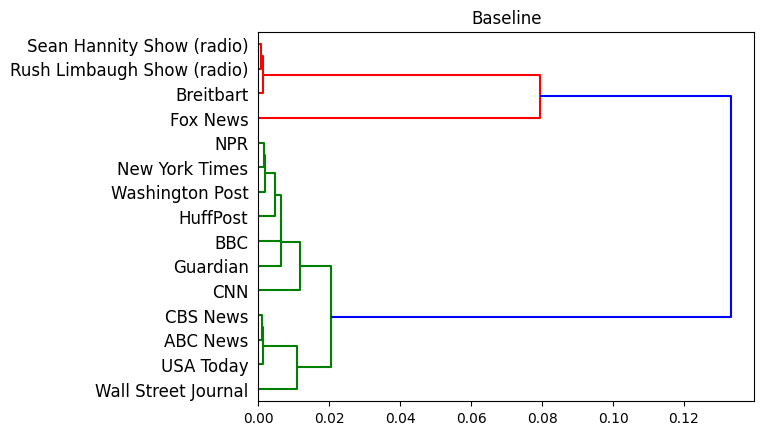 Baseline
Sean Hannity Show (radio)
Rush Limbaugh Show (radio)
Breitbart
Fox News
NPR
New York Times
Washington Post
HuffPost
BBC
Guardian
CNN
CBS News
ABC News
USA Today
Wall Street Journal
0.00 0.02 0.04 0.06 0.08 0.10 0.12